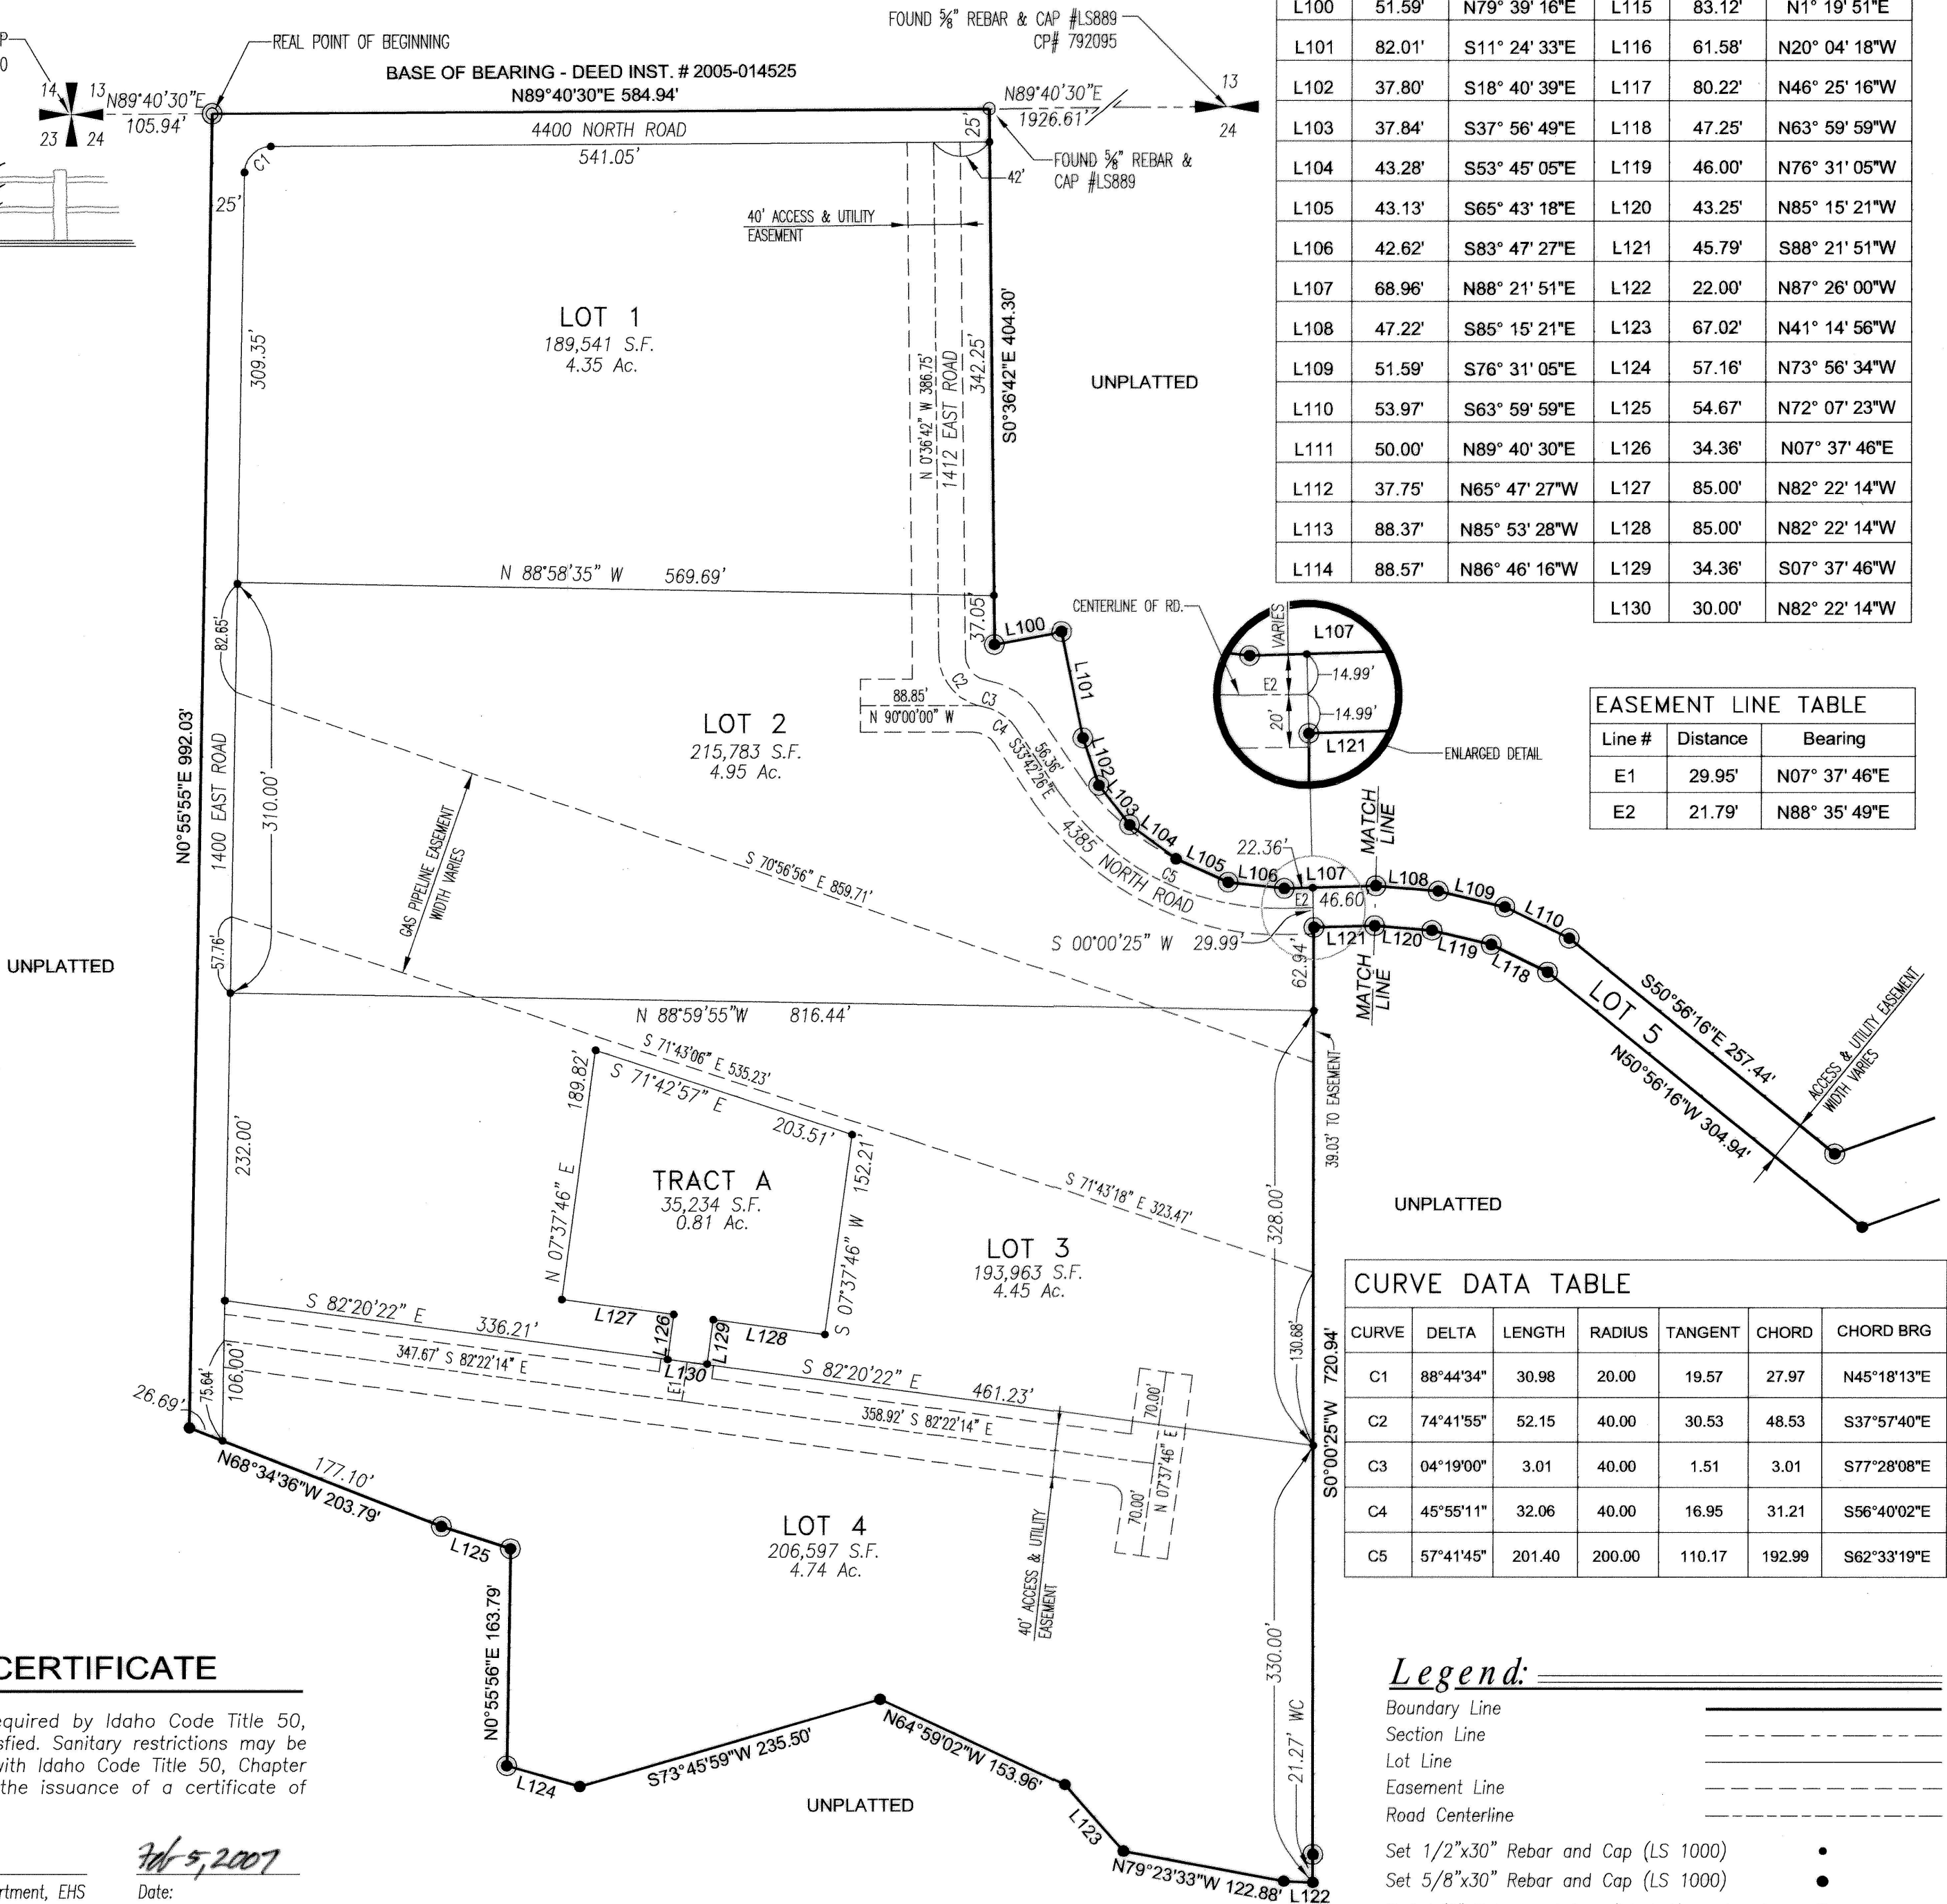 FOUND ⅝" REBAR & CAP #LS889
CP# 792095
REAL POINT OF BEGINNING
BASE OF BEARING - DEED INST. # 2005-014525
N89°40'30"E 584.94'
14
13
23
24
N89°40'30"E
105.94'
N89°40'30"E
1926.61'
13
24
4400 NORTH ROAD
541.05'
25'
42'
FOUND ⅝" REBAR &
CAP #LS889
C1
25'
40' ACCESS & UTILITY
EASEMENT
LOT 1
189,541 S.F.
4.35 Ac.
309.35'
N 0°36'42" W 386.75'
1412 EAST ROAD
342.25'
S0°36'42"E 404.30'
UNPLATTED
L100 51.59' N79° 39' 16"E L115 83.12' N1° 19' 51"E
L101 82.01' S11° 24' 33"E L116 61.58' N20° 04' 18"W
L102 37.80' S18° 40' 39"E L117 80.22' N46° 25' 16"W
L103 37.84' S37° 56' 49"E L118 47.25' N63° 59' 59"W
L104 43.28' S53° 45' 05"E L119 46.00' N76° 31' 05"W
L105 43.13' S65° 43' 18"E L120 43.25' N85° 15' 21"W
L106 42.62' S83° 47' 27"E L121 45.79' S88° 21' 51"W
L107 68.96' N88° 21' 51"E L122 22.00' N87° 26' 00"W
L108 47.22' S85° 15' 21"E L123 67.02' N41° 14' 56"W
L109 51.59' S76° 31' 05"E L124 57.16' N73° 56' 34"W
L110 53.97' S63° 59' 59"E L125 54.67' N72° 07' 23"W
L111 50.00' N89° 40' 30"E L126 34.36' N07° 37' 46"E
L112 37.75' N65° 47' 27"W L127 85.00' N82° 22' 14"W
L113 88.37' N85° 53' 28"W L128 85.00' N82° 22' 14"W
L114 88.57' N86° 46' 16"W L129 34.36' S07° 37' 46"W
L130 30.00' N82° 22' 14"W
N 88°58'35" W 569.69'
37.05'
L100
L101
L102
L103
L104
L105
L106
L107
L108
L109
L110
CENTERLINE OF RD.
VARIES
L107
14.99'
E2
20'
14.99'
L121
ENLARGED DETAIL
EASEMENT LINE TABLE
Line # Distance Bearing
E1 29.95' N07° 37' 46"E
E2 21.79' N88° 35' 49"E
82.65'
N0°55'55"E 992.03'
1400 EAST ROAD
310.00'
57.76'
88.85'
N 90°00'00" W
C2
C3
C4
56.36'
S33°42'26"E
4385 NORTH ROAD
C5
LOT 2
215,783 S.F.
4.95 Ac.
GAS PIPELINE EASEMENT
WIDTH VARIES
S 70°56'56" E 859.71'
22.36'
E2
46.60'
MATCH
LINE
S 00°00'25" W 29.99'
62.94'
L121
L120
L119
L118
MATCH
LINE
UNPLATTED
LOT 5
S50°56'16"E 257.44'
N50°56'16"W 304.94'
ACCESS & UTILITY EASEMENT
WIDTH VARIES
N 88°59'55"W 816.44'
S 71°43'06" E 535.23'
S 71°42'57" E
203.51'
189.82'
N 07°37'46" E
152.21'
S 07°37'46" W
TRACT A
35,234 S.F.
0.81 Ac.
39.03' TO EASEMENT
232.00'
328.00'
S 71°43'18" E 323.47'
UNPLATTED
LOT 3
193,963 S.F.
4.45 Ac.
CURVE DATA TABLE
CURVE DELTA LENGTH RADIUS TANGENT CHORD CHORD BRG
C1 88°44'34" 30.98 20.00 19.57 27.97 N45°18'13"E
C2 74°41'55" 52.15 40.00 30.53 48.53 S37°57'40"E
C3 04°19'00" 3.01 40.00 1.51 3.01 S77°28'08"E
C4 45°55'11" 32.06 40.00 16.95 31.21 S56°40'02"E
C5 57°41'45" 201.40 200.00 110.17 192.99 S62°33'19"E
S 82°20'22" E
336.21'
L127
L126
L129
L128
L130
E1
347.67' S 82°22'14" E
S 82°20'22" E
461.23'
358.92' S 82°22'14" E
130.68'
S0°00'25"W 720.94'
75.64'
106.00'
26.69'
177.10'
N68°34'36"W 203.79'
L125
70.00'
70.00'
N 07°37'46" E
40' ACCESS & UTILITY
EASEMENT
LOT 4
206,597 S.F.
4.74 Ac.
N0°55'56"E 163.79'
L124
S73°45'59"W 235.50'
N64°59'02"W 153.96'
L123
N79°23'33"W 122.88'
L122
330.00'
21.27' WC
UNPLATTED
CERTIFICATE
equired by Idaho Code Title 50,
sfied. Sanitary restrictions may be
with Idaho Code Title 50, Chapter
the issuance of a certificate of
Feb 5, 2007
rtment, EHS
Date:
Legend:
Boundary Line
Section Line
Lot Line
Easement Line
Road Centerline
Set 1/2"x30" Rebar and Cap (LS 1000)
Set 5/8"x30" Rebar and Cap (LS 1000)